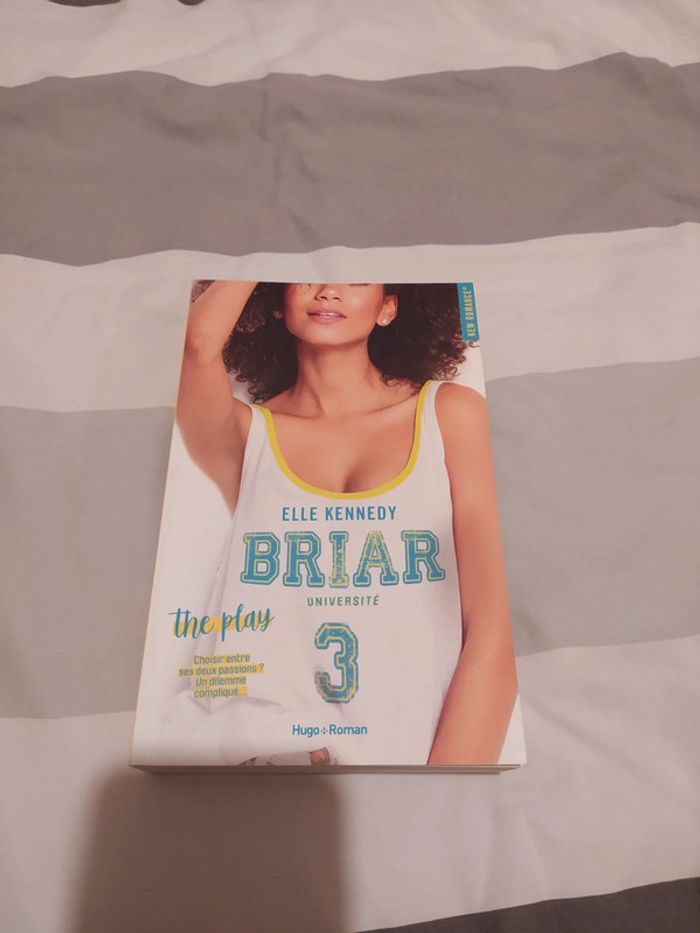 NEW ROMANCE®
ELLE KENNEDY
BRIAR
UNIVERSITÉ
the play
3
Choisir entre
ses deux passions ?
Un dilemme
compliqué...
Hugo Roman